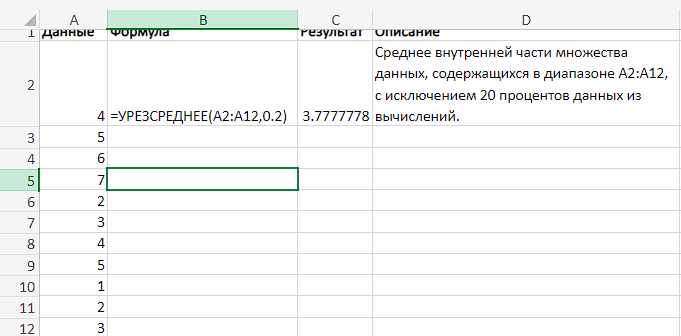 A B C D
1 Данные Формула Результат Описание
Среднее внутренней части множества
данных, содержащихся в диапазоне A2:A12,
с исключением 20 процентов данных из
2 4 =УРЕЗСРЕДНЕЕ(A2:A12,0.2) 3.7777778 вычислений.
3 5
4 6
5 7
6 2
7 3
8 4
9 5
10 1
11 2
12 3